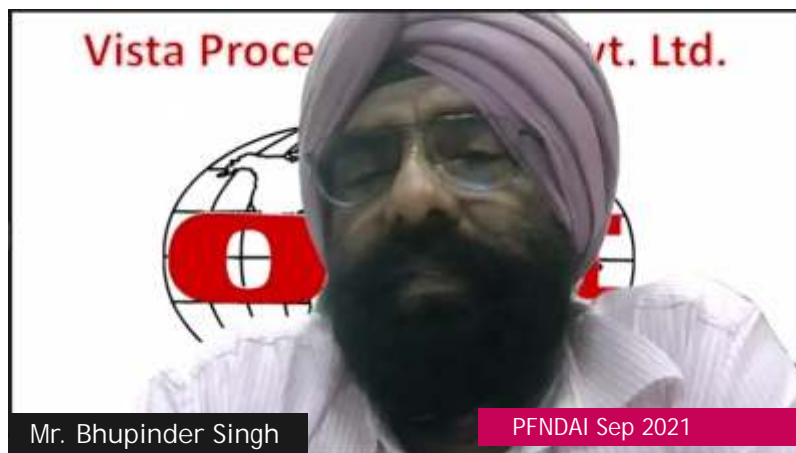 Vista Proce vt. Ltd.
O E
Mr. Bhupinder Singh
PFNDAI Sep 2021